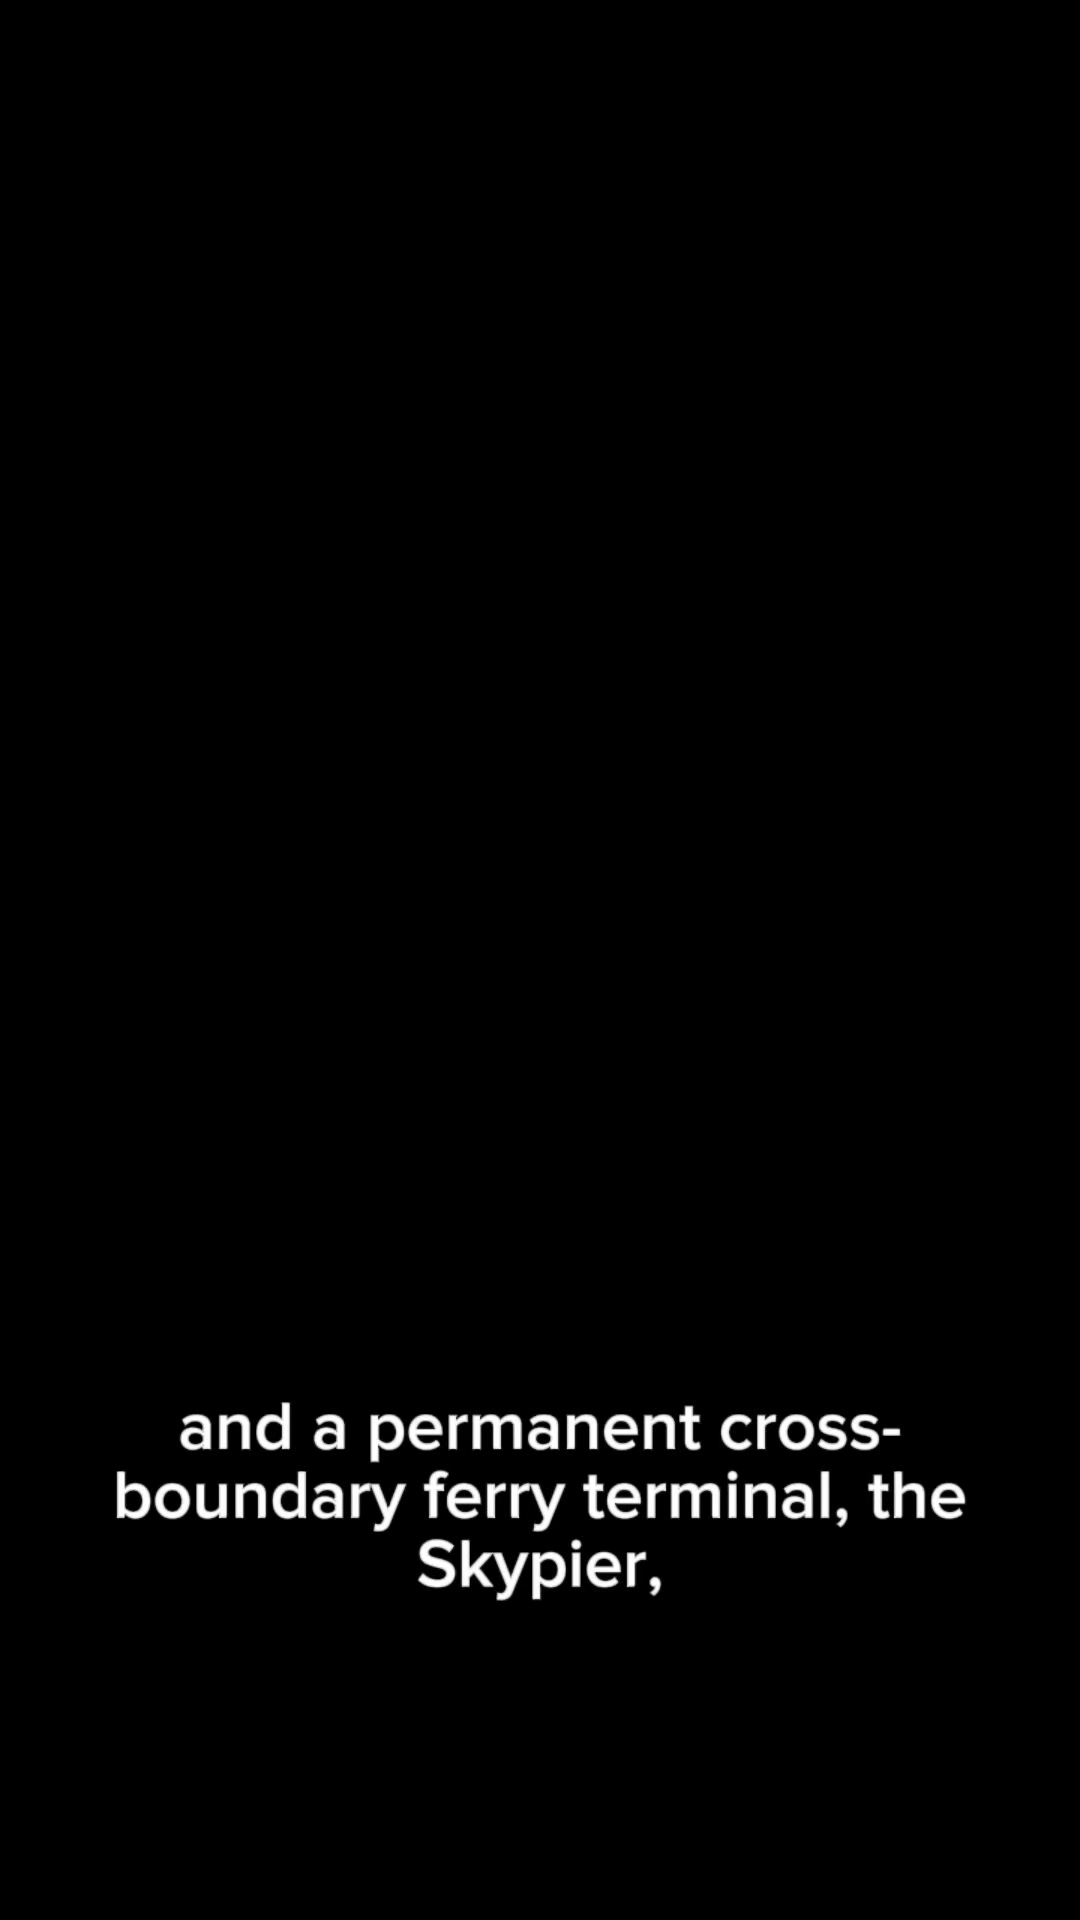 and a permanent cross-
boundary ferry terminal, the
Skypier,